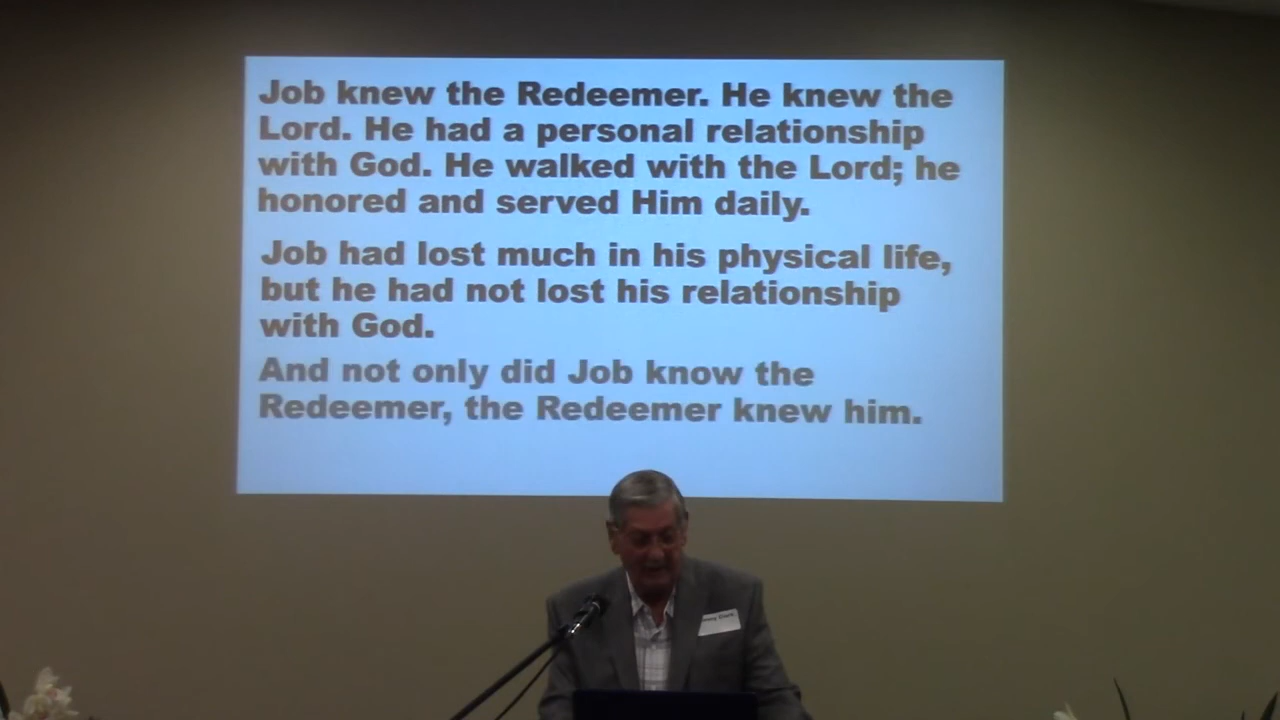 Job knew the Redeemer. He knew the
Lord. He had a personal relationship
with God. He walked with the Lord; he
honored and served Him daily.
Job had lost much in his physical life,
but he had not lost his relationship
with God.
And not only did Job know the
Redeemer, the Redeemer knew him.